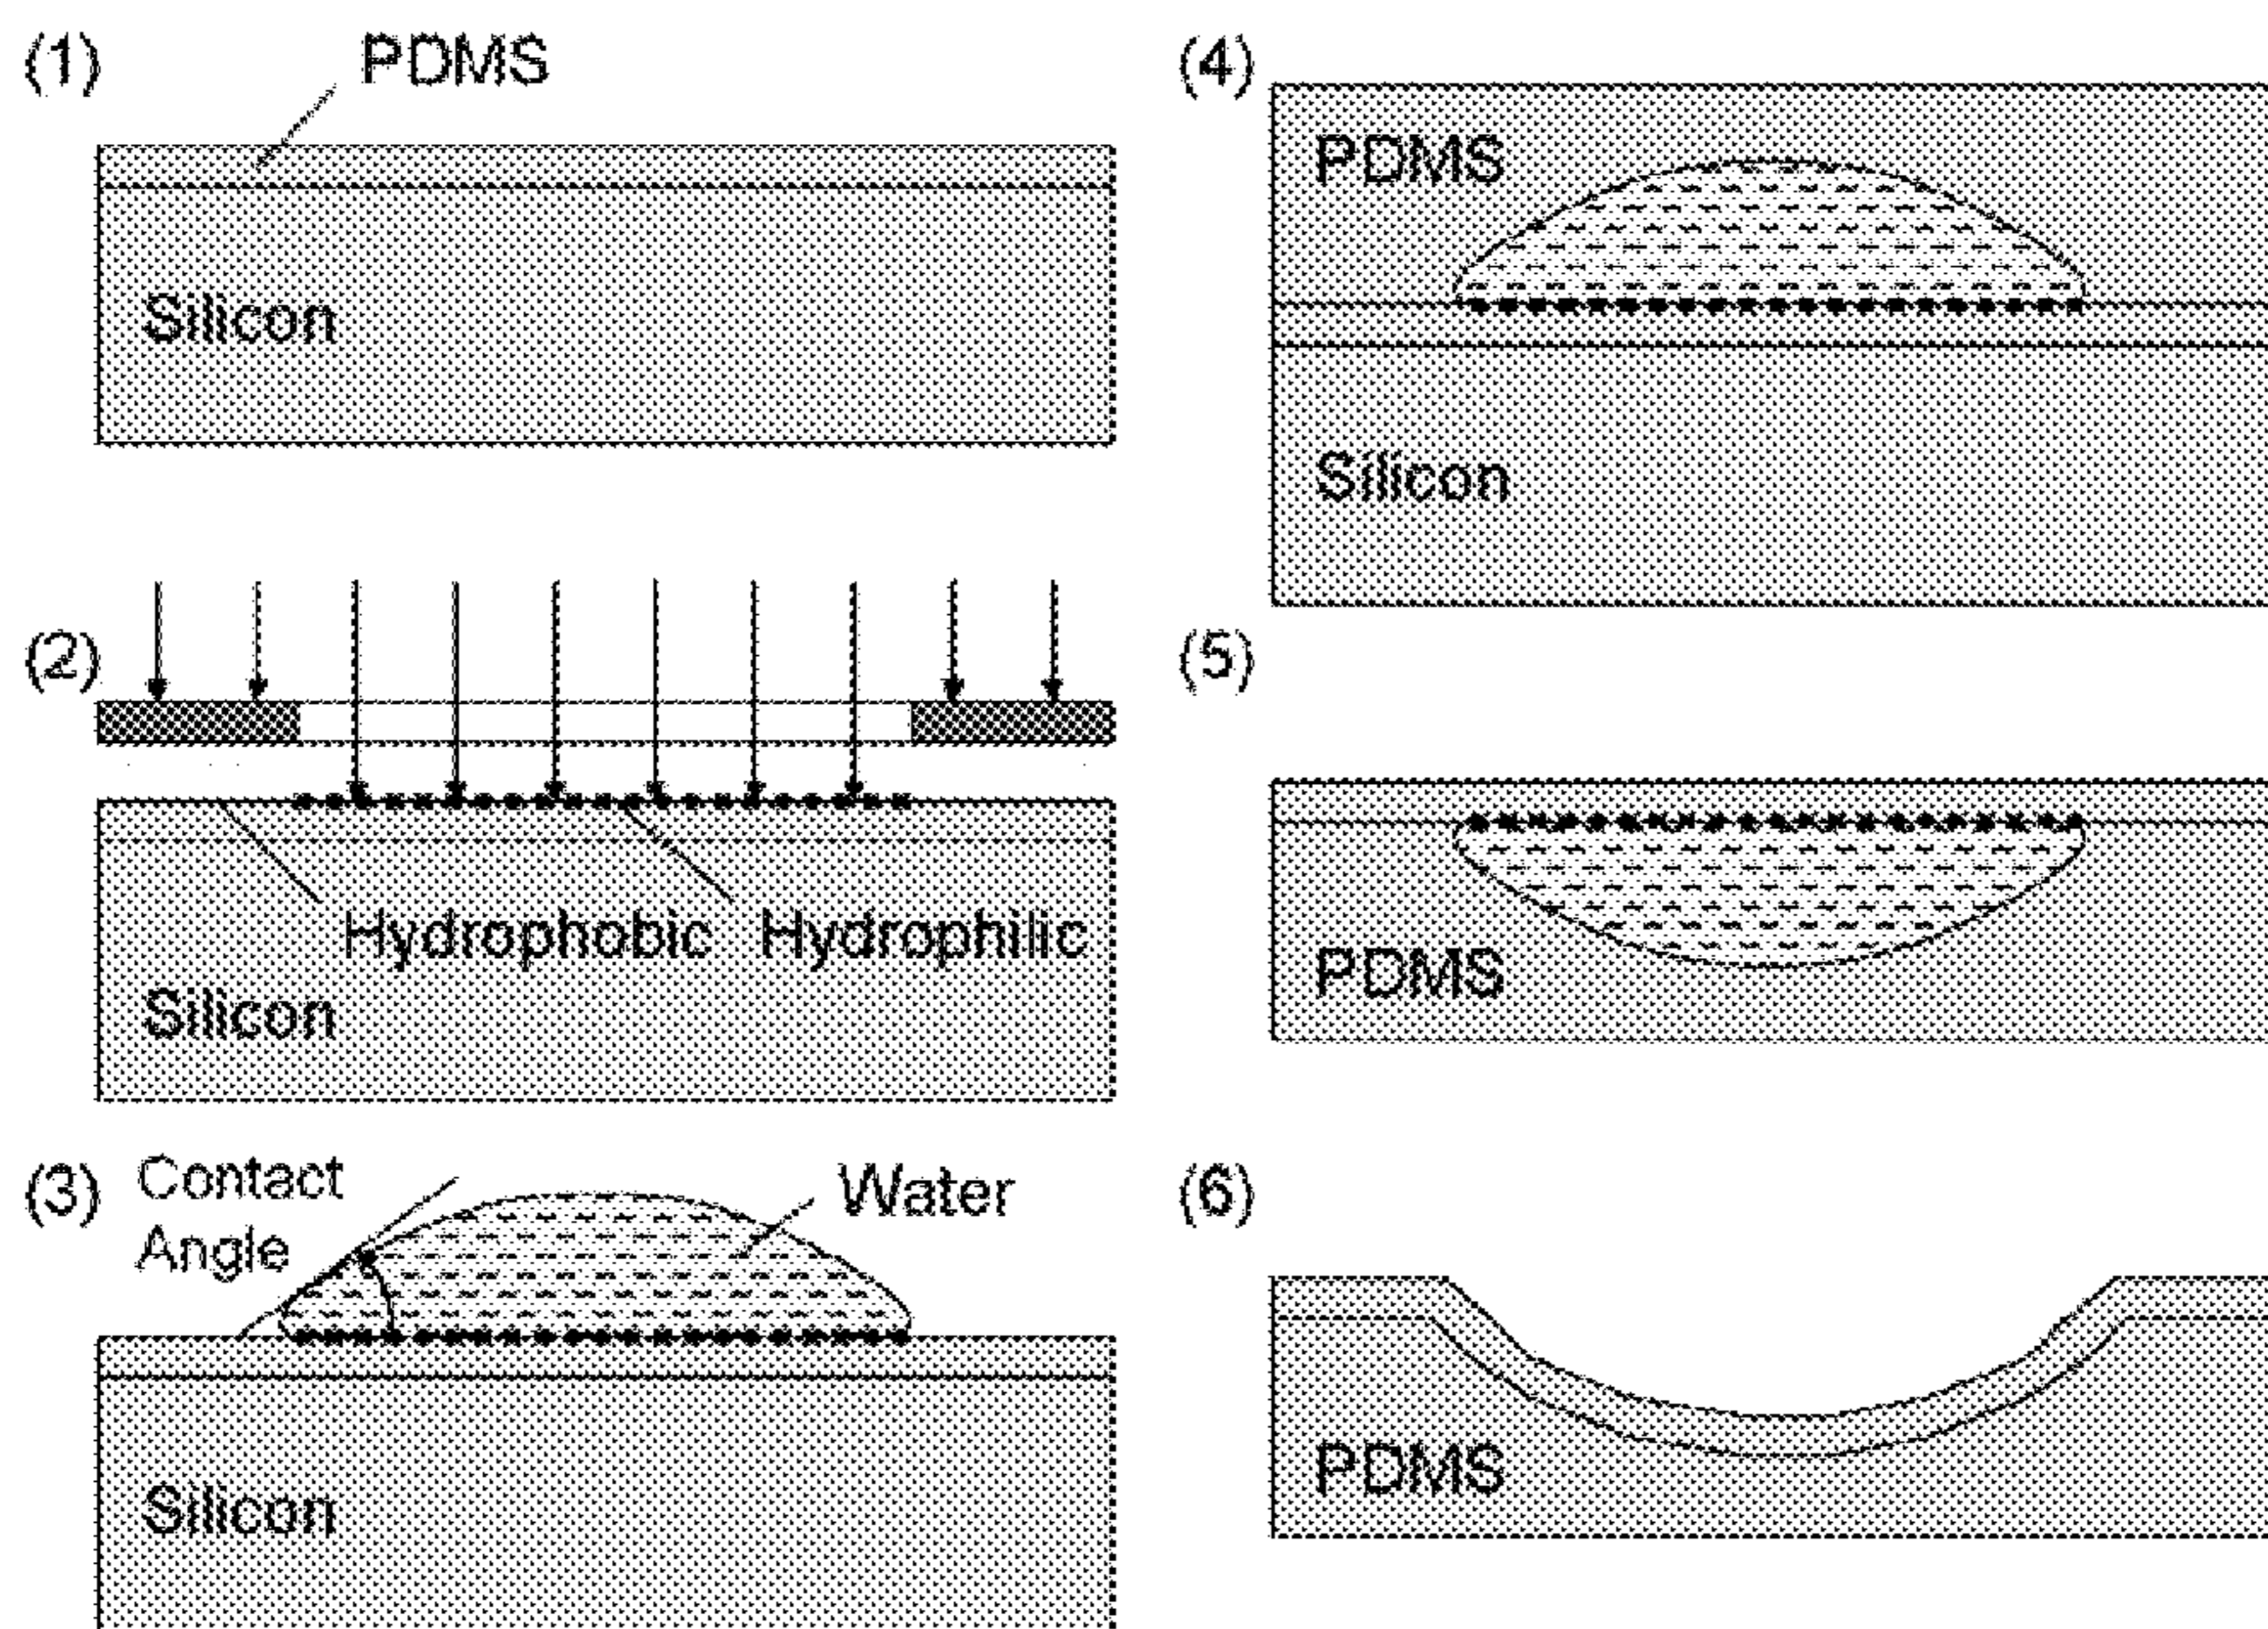 (1)
PDMS
Silicon
(2)
Hydrophobic
Hydrophilic
Silicon
(3)
Contact
Angle
Water
Silicon
(4)
PDMS
Silicon
(5)
PDMS
(6)
PDMS